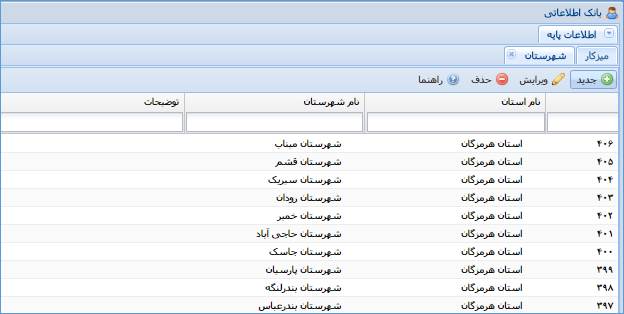 بانک اطلاعاتی
اطلاعات پایه
میزکار شهرستان
جدید ویرایش حذف راهنما
نام استان نام شهرستان توضیحات
۴۰۶ استان هرمزگان شهرستان میناب
۴۰۵ استان هرمزگان شهرستان قشم
۴۰۴ استان هرمزگان شهرستان سیریک
۴۰۳ استان هرمزگان شهرستان رودان
۴۰۲ استان هرمزگان شهرستان خمیر
۴۰۱ استان هرمزگان شهرستان حاجی آباد
۴۰۰ استان هرمزگان شهرستان جاسک
۳۹۹ استان هرمزگان شهرستان پارسیان
۳۹۸ استان هرمزگان شهرستان بندرلنگه
۳۹۷ استان هرمزگان شهرستان بندرعباس